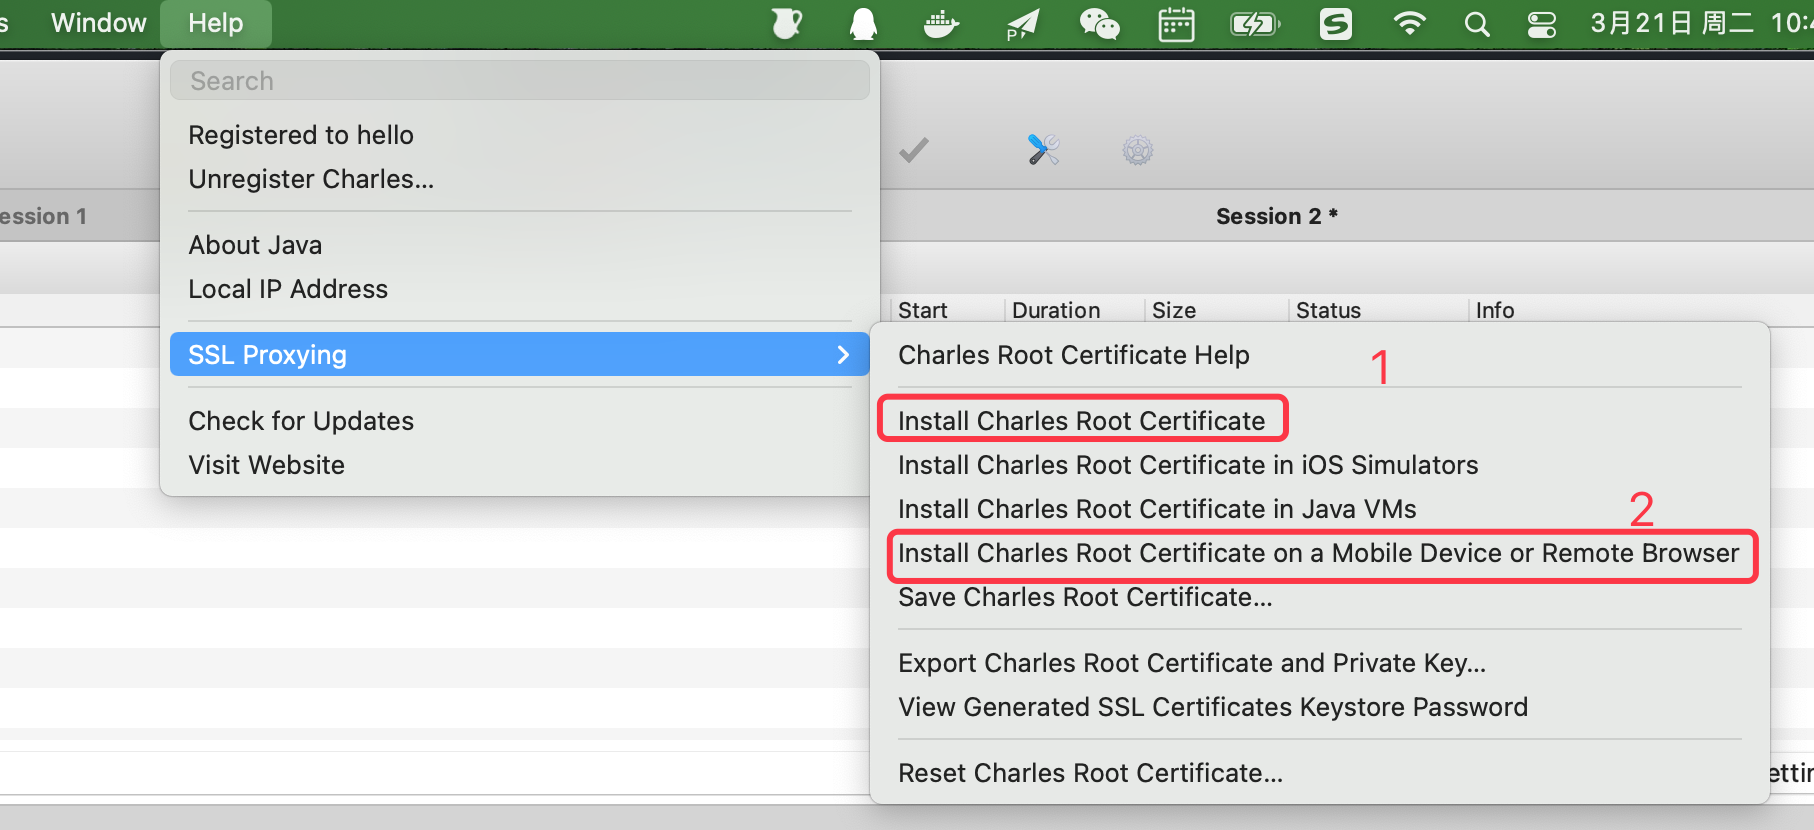 Window Help
3月21日 周二 10:4
Search
Registered to hello
Unregister Charles...
ession 1
Session 2 *
About Java
Local IP Address
Start Duration Size Status Info
SSL Proxying
Charles Root Certificate Help
1
Check for Updates
Install Charles Root Certificate
Visit Website
Install Charles Root Certificate in iOS Simulators
Install Charles Root Certificate in Java VMs
2
Install Charles Root Certificate on a Mobile Device or Remote Browser
Save Charles Root Certificate...
Export Charles Root Certificate and Private Key...
View Generated SSL Certificates Keystore Password
Reset Charles Root Certificate...